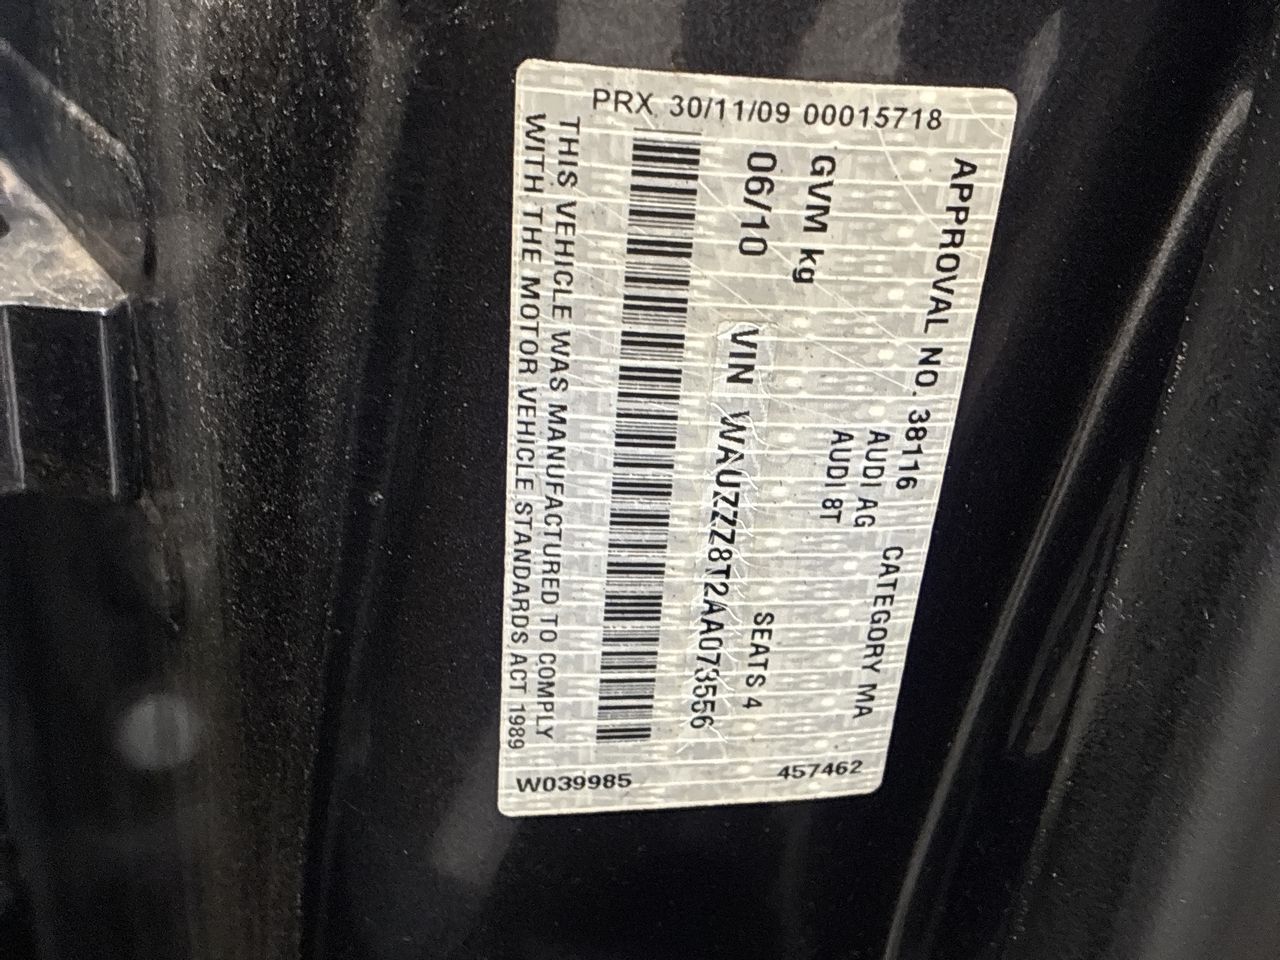 PRX 30/11/09 00015718
APPROVAL NO. 38116 CATEGORY MA
AUDI AG
AUDI 8T
GVM kg
SEATS 4
06/10 VIN WAUZZZ8T2AA073556
THIS VEHICLE WAS MANUFACTURED TO COMPLY
WITH THE MOTOR VEHICLE STANDARDS ACT 1989
W039985 457462